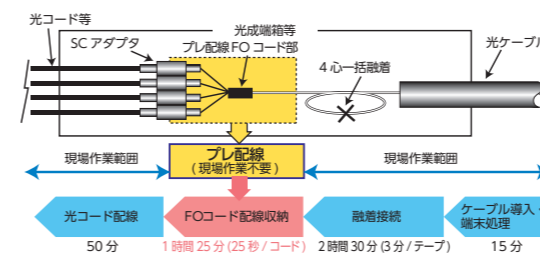 光コード等
SC アダプタ
光成端箱等
プレ配線 FO コード部
4 心一括融着
光ケーブル
現場作業範囲
プレ配線
(現場作業不要)
現場作業範囲
光コード配線
FOコード配線収納
融着接続
ケーブル導入・
端末処理
50 分
1 時間 25 分 (25 秒 / コード)
2 時間 30 分 (3 分 / テープ)
15 分